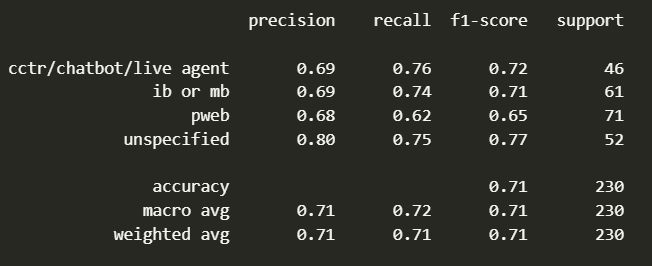 precision recall f1-score support
cctr/chatbot/live agent 0.69 0.76 0.72 46
ib or mb 0.69 0.74 0.71 61
pweb 0.68 0.62 0.65 71
unspecified 0.80 0.75 0.77 52
accuracy 0.71 230
macro avg 0.71 0.72 0.71 230
weighted avg 0.71 0.71 0.71 230